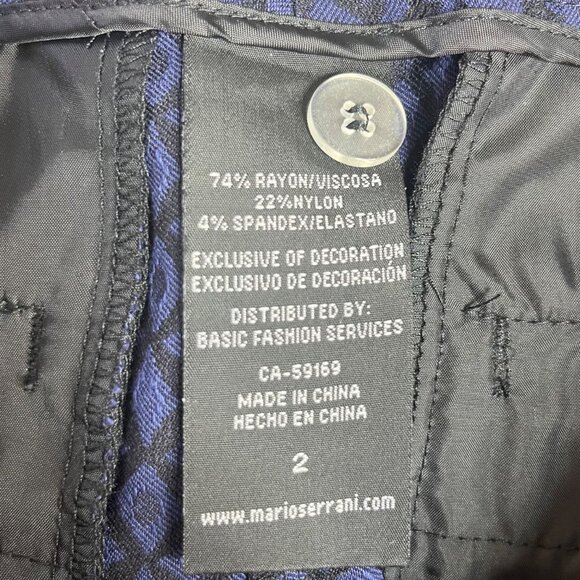 74% RAYON/VISCOSA
22%NYLON
4% SPANDEX/ELASTANO
EXCLUSIVE OF DECORATION
EXCLUSIVO DE DECORACIÓN
DISTRIBUTED BY:
BASIC FASHION SERVICES
CA-59169
MADE IN CHINA
HECHO EN CHINA
2
www.marioserrani.com